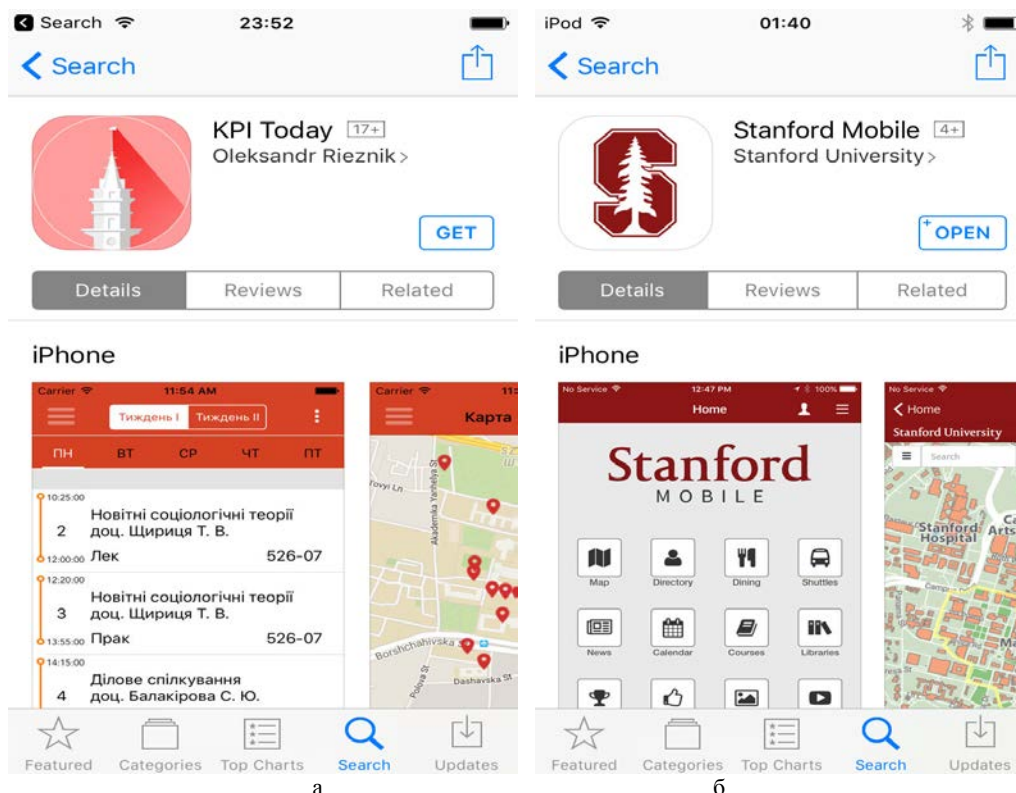 Search 23:52
Search
KPI Today 17+
Oleksandr Rieznik >
GET
Details Reviews Related
iPhone
Carrier 11:54 AM
Тиждень I Тиждень II
ПН ВТ СР ЧТ ПТ
10:25:00
Новітні соціологічні теорії
2 доц. Щириця Т. В.
12:00:00 Лек 526-07
12:20:00
Новітні соціологічні теорії
3 доц. Щириця Т. В.
13:55:00 Прак 526-07
14:15:00
Ділове спілкування
4 доц. Балакірова С. Ю.
Carrier 11:
Карта
Akademika Yanhelya St
Borshchahivska
Polova St
Dashavska St
Featured Categories Top Charts Search Updates
а
iPod 01:40
Search
Stanford Mobile 4+
Stanford University >
+ OPEN
Details Reviews Related
iPhone
No Service 12:47 PM 100%
Home
Stanford
MOBILE
Map Directory Dining Shuttles
News Calendar Courses Libraries
No Service
Home
Stanford University
Search
Stanford
Hospital
Arts
Featured Categories Top Charts Search Updates
б